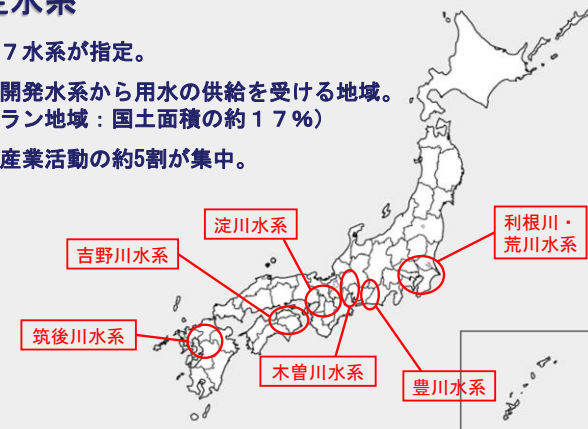 水系
７水系が指定。
開発水系から用水の供給を受ける地域。
ラン地域：国土面積の約１７％）
産業活動の約5割が集中。
淀川水系
利根川・
荒川水系
吉野川水系
筑後川水系
木曽川水系
豊川水系